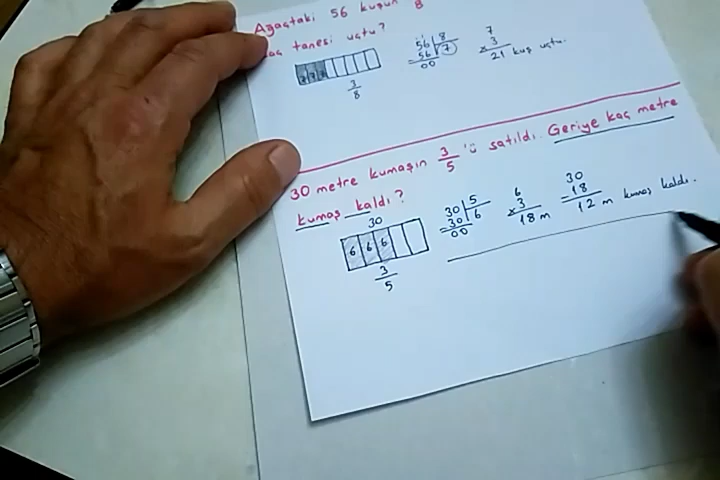 Ağaçtaki 56 kuşun 8
kaç tanesi uçtu?
56 8
56 7
00
7
x 3
21 kuş uçtu.
3
8
30 metre kumaşın 3/5 'ü satıldı. Geriye kaç metre
kumaş kaldı?
30
6 6 6
3
5
30 5
30 6
00
6
x 3
18 m
30
18
12 m kumaş kaldı.